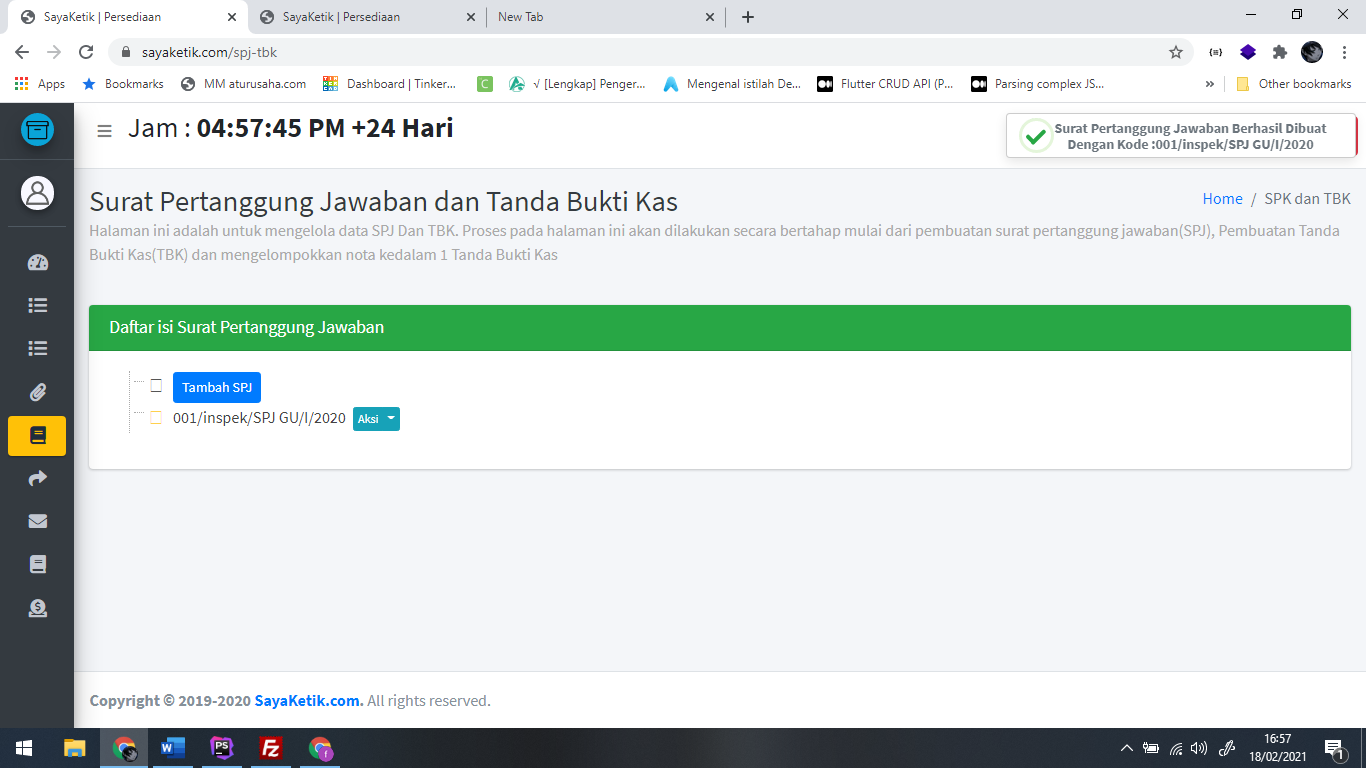 SayaKetik | Persediaan
SayaKetik | Persediaan
New Tab
sayaketik.com/spj-tbk
Apps
Bookmarks
MM aturusaha.com
Dashboard | Tinker...
C
√ [Lengkap] Penger...
Mengenal istilah De...
Flutter CRUD API (P...
Parsing complex JS...
»
Other bookmarks
Jam : 04:57:45 PM +24 Hari
Surat Pertanggung Jawaban Berhasil Dibuat
Dengan Kode :001/inspek/SPJ GU/I/2020
Surat Pertanggung Jawaban dan Tanda Bukti Kas
Home / SPK dan TBK
Halaman ini adalah untuk mengelola data SPJ Dan TBK. Proses pada halaman ini akan dilakukan secara bertahap mulai dari pembuatan surat pertanggung jawaban(SPJ), Pembuatan Tanda
Bukti Kas(TBK) dan mengelompokkan nota kedalam 1 Tanda Bukti Kas
Daftar isi Surat Pertanggung Jawaban
Tambah SPJ
001/inspek/SPJ GU/I/2020 Aksi
Copyright © 2019-2020 SayaKetik.com. All rights reserved.
W
PS
FZ
f
16:57
18/02/2021
1